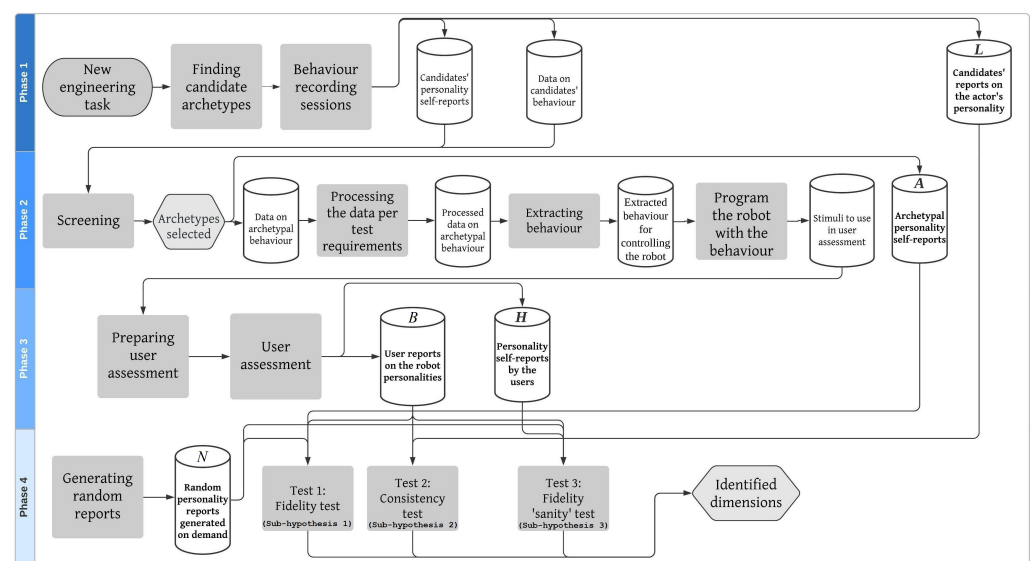 Phase 1
New
engineering
task
Finding
candidate
archetypes
Behaviour
recording
sessions
Candidates'
personality
self-reports
Data on
candidates'
behaviour
L
Candidates'
reports on
the actor's
personality
Phase 2
Screening
Archetypes
selected
Data on
archetypal
behaviour
Processing
the data per
test
requirements
Processed
data on
archetypal
behaviour
Extracting
behaviour
Extracted
behaviour
for
controlling
the robot
Program
the robot
with the
behaviour
Stimuli to use
in user
assessment
A
Archetypal
personality
self-reports
Phase 3
Preparing
user
assessment
User
assessment
B
User reports
on the robot
personalities
H
Personality
self-reports
by the
users
Phase 4
Generating
random
reports
N
Random
personality
reports
generated
on demand
Test 1:
Fidelity test
(Sub-hypothesis 1)
Test 2:
Consistency
test
(Sub-hypothesis 2)
Test 3:
Fidelity
'sanity' test
(Sub-hypothesis 3)
Identified
dimensions